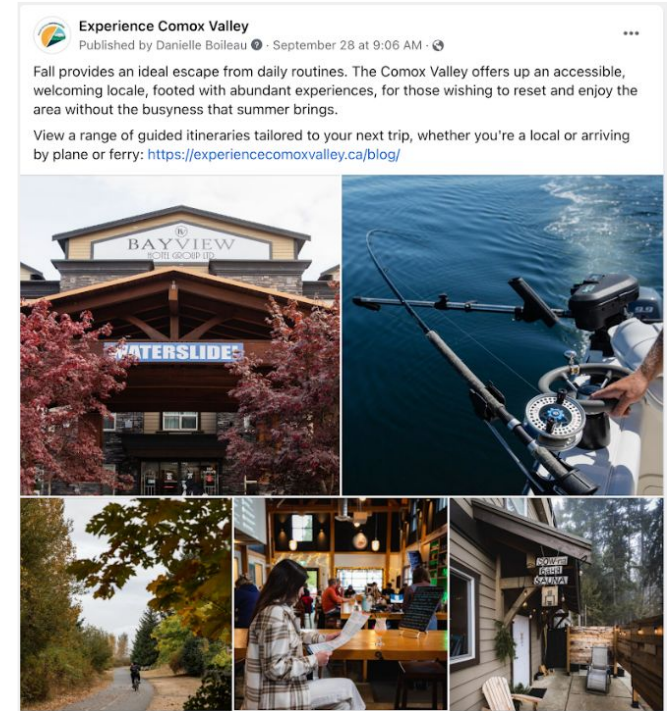 Experience Comox Valley
Published by Danielle Boileau · September 28 at 9:06 AM ·
Fall provides an ideal escape from daily routines. The Comox Valley offers up an accessible,
welcoming locale, footed with abundant experiences, for those wishing to reset and enjoy the
area without the busyness that summer brings.
View a range of guided itineraries tailored to your next trip, whether you're a local or arriving
by plane or ferry: https://experiencecomoxvalley.ca/blog/
BAYVIEW
HOTEL GROUP LTD.
WATERSLIDE!
9.9
баня
SAUNA